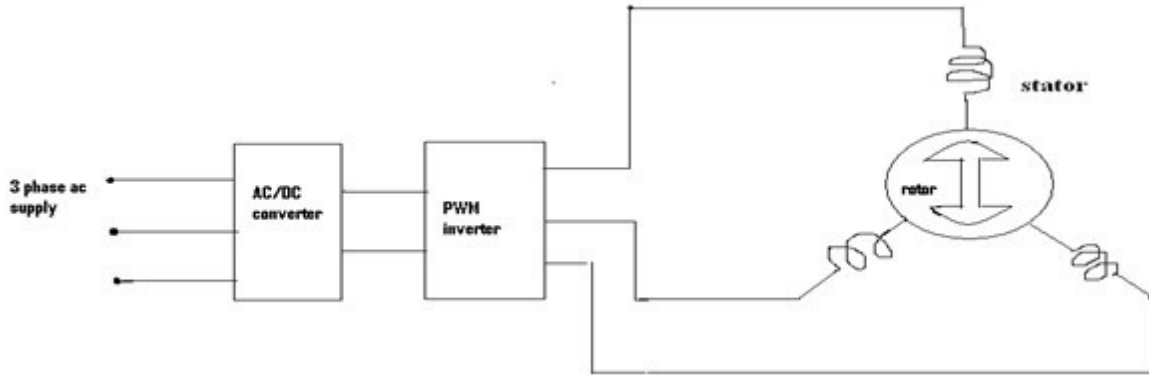 stator
3 phase ac
supply
AC/DC
converter
PWM
inverter
rotor